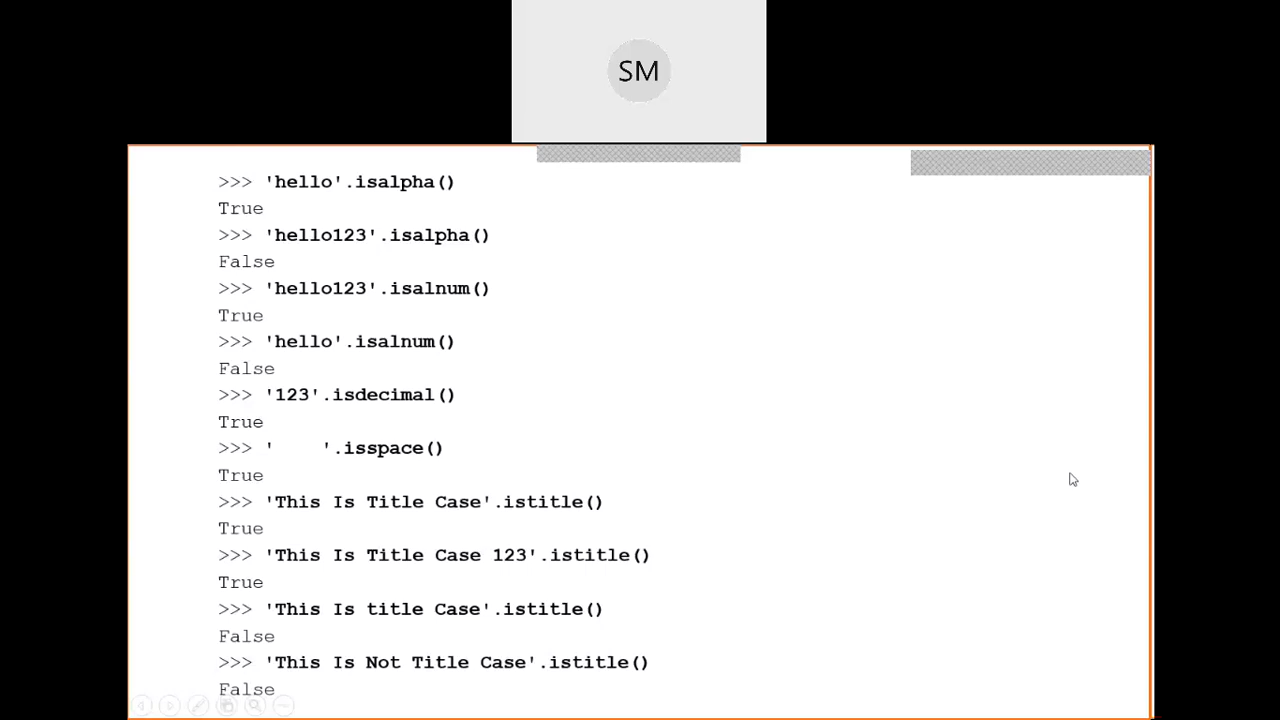 SM
>>> 'hello'.isalpha()
True
>>> 'hello123'.isalpha()
False
>>> 'hello123'.isalnum()
True
>>> 'hello'.isalnum()
False
>>> '123'.isdecimal()
True
>>> '    '.isspace()
True
>>> 'This Is Title Case'.istitle()
True
>>> 'This Is Title Case 123'.istitle()
True
>>> 'This Is title Case'.istitle()
False
>>> 'This Is Not Title Case'.istitle()
False